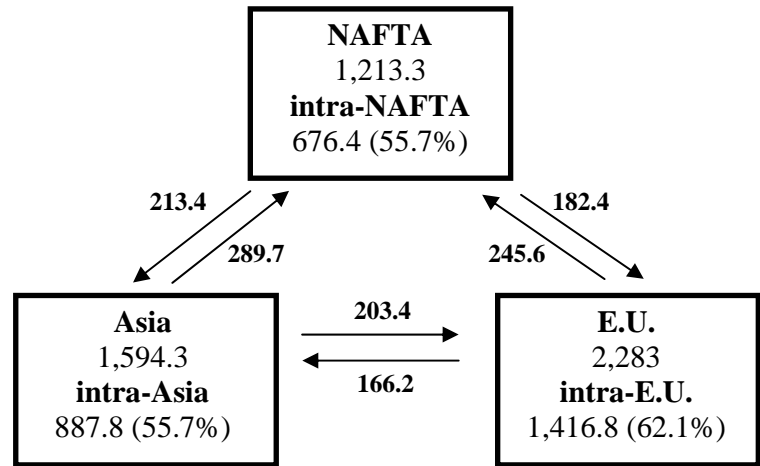 NAFTA
1,213.3
intra-NAFTA
676.4 (55.7%)
213.4
182.4
289.7
245.6
Asia
1,594.3
intra-Asia
887.8 (55.7%)
203.4
166.2
E.U.
2,283
intra-E.U.
1,416.8 (62.1%)